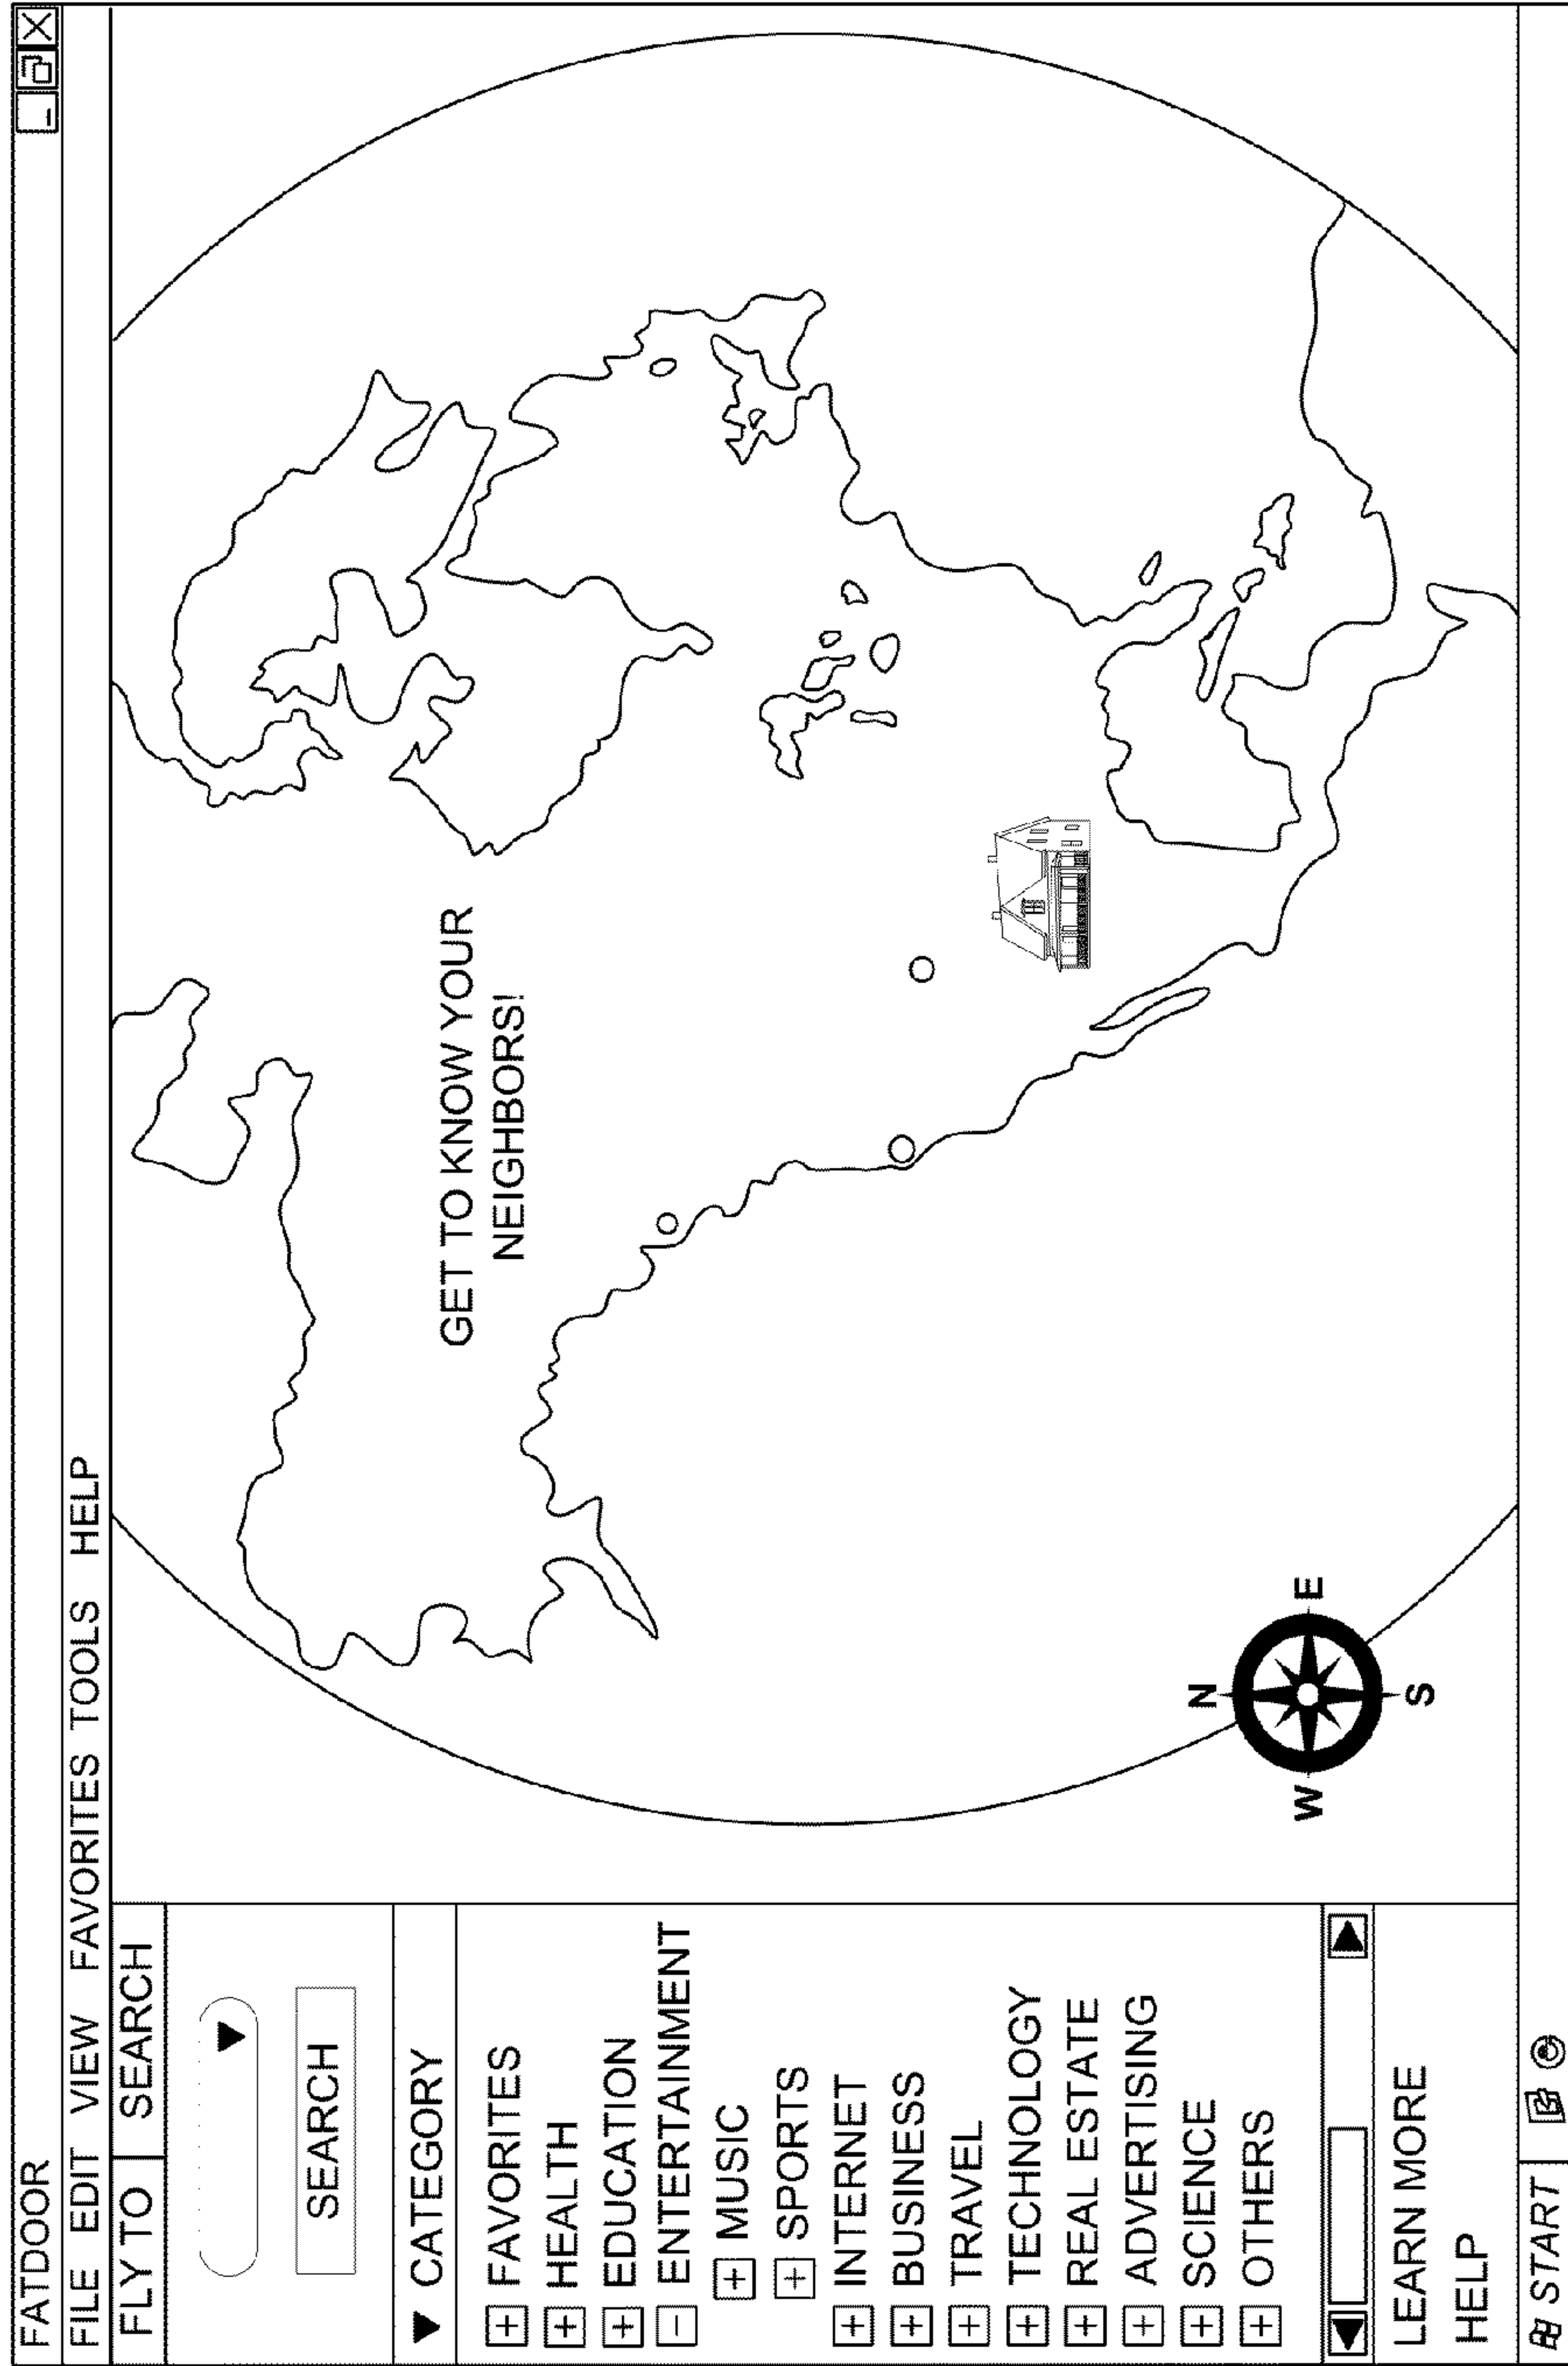 FATDOOR
FILE EDIT VIEW FAVORITES TOOLS HELP
FLY TO SEARCH
SEARCH
CATEGORY
FAVORITES
HEALTH
EDUCATION
ENTERTAINMENT
MUSIC
SPORTS
INTERNET
BUSINESS
TRAVEL
TECHNOLOGY
REAL ESTATE
ADVERTISING
SCIENCE
OTHERS
LEARN MORE
HELP
GET TO KNOW YOUR
NEIGHBORS!
N
W E
S
START